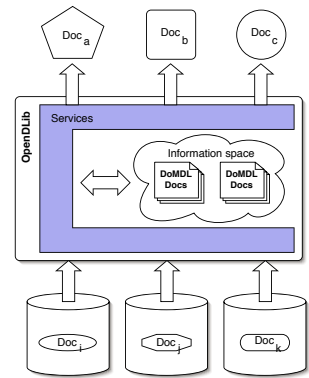 Doc a
Doc b
Doc c
OpenDLib
Services
Information space
DoMDL
Docs
DoMDL
Docs
Doc i
Doc j
Doc k